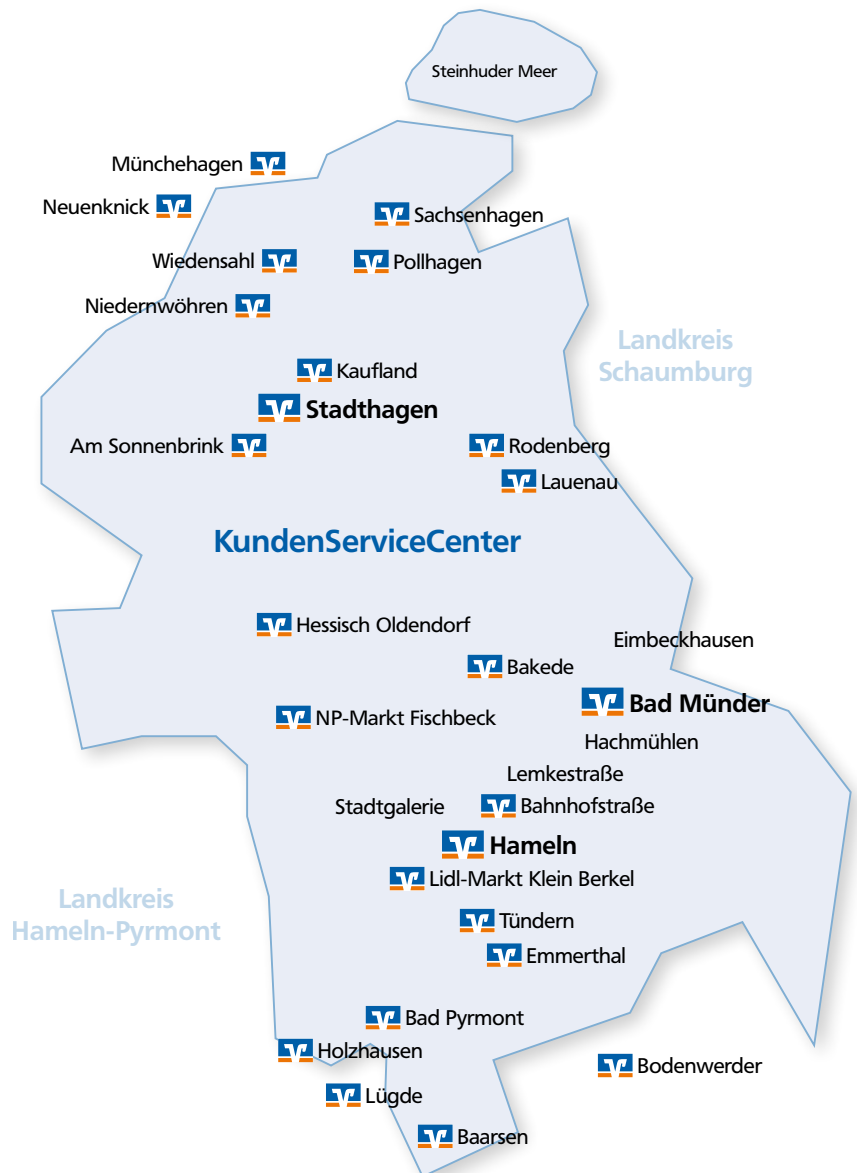 Steinhuder Meer
Münchehagen
Neuenknick
Sachsenhagen
Wiedensahl
Pollhagen
Niedernwöhren
Landkreis
Schaumburg
Kaufland
Stadthagen
Am Sonnenbrink
Rodenberg
Lauenau
KundenServiceCenter
Hessisch Oldendorf
Eimbeckhausen
Bakede
Bad Münder
NP-Markt Fischbeck
Hachmühlen
Lemkestraße
Stadtgalerie
Bahnhofstraße
Hameln
Lidl-Markt Klein Berkel
Landkreis
Hameln-Pyrmont
Tündern
Emmerthal
Bad Pyrmont
Holzhausen
Bodenwerder
Lügde
Baarsen